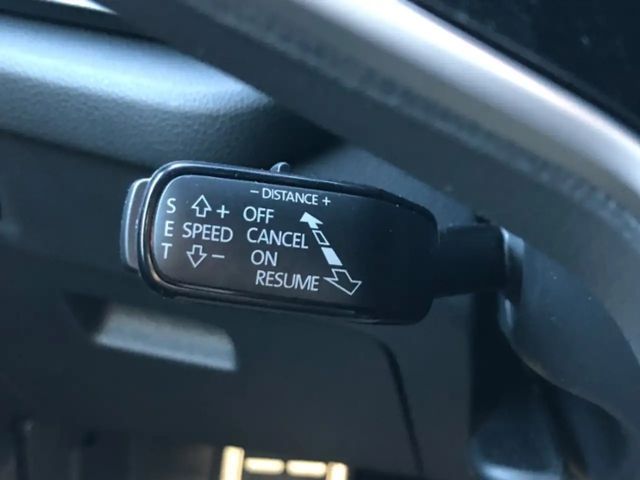 - DISTANCE +
S + OFF
E SPEED CANCEL
T - ON
RESUME